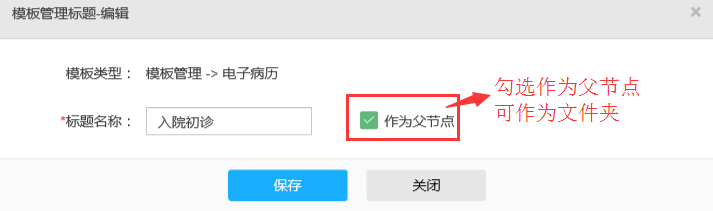 模板管理标题-编辑
模板类型： 模板管理 -> 电子病历
*标题名称： 入院初诊 作为父节点
勾选作为父节点
可作为文件夹
保存 关闭